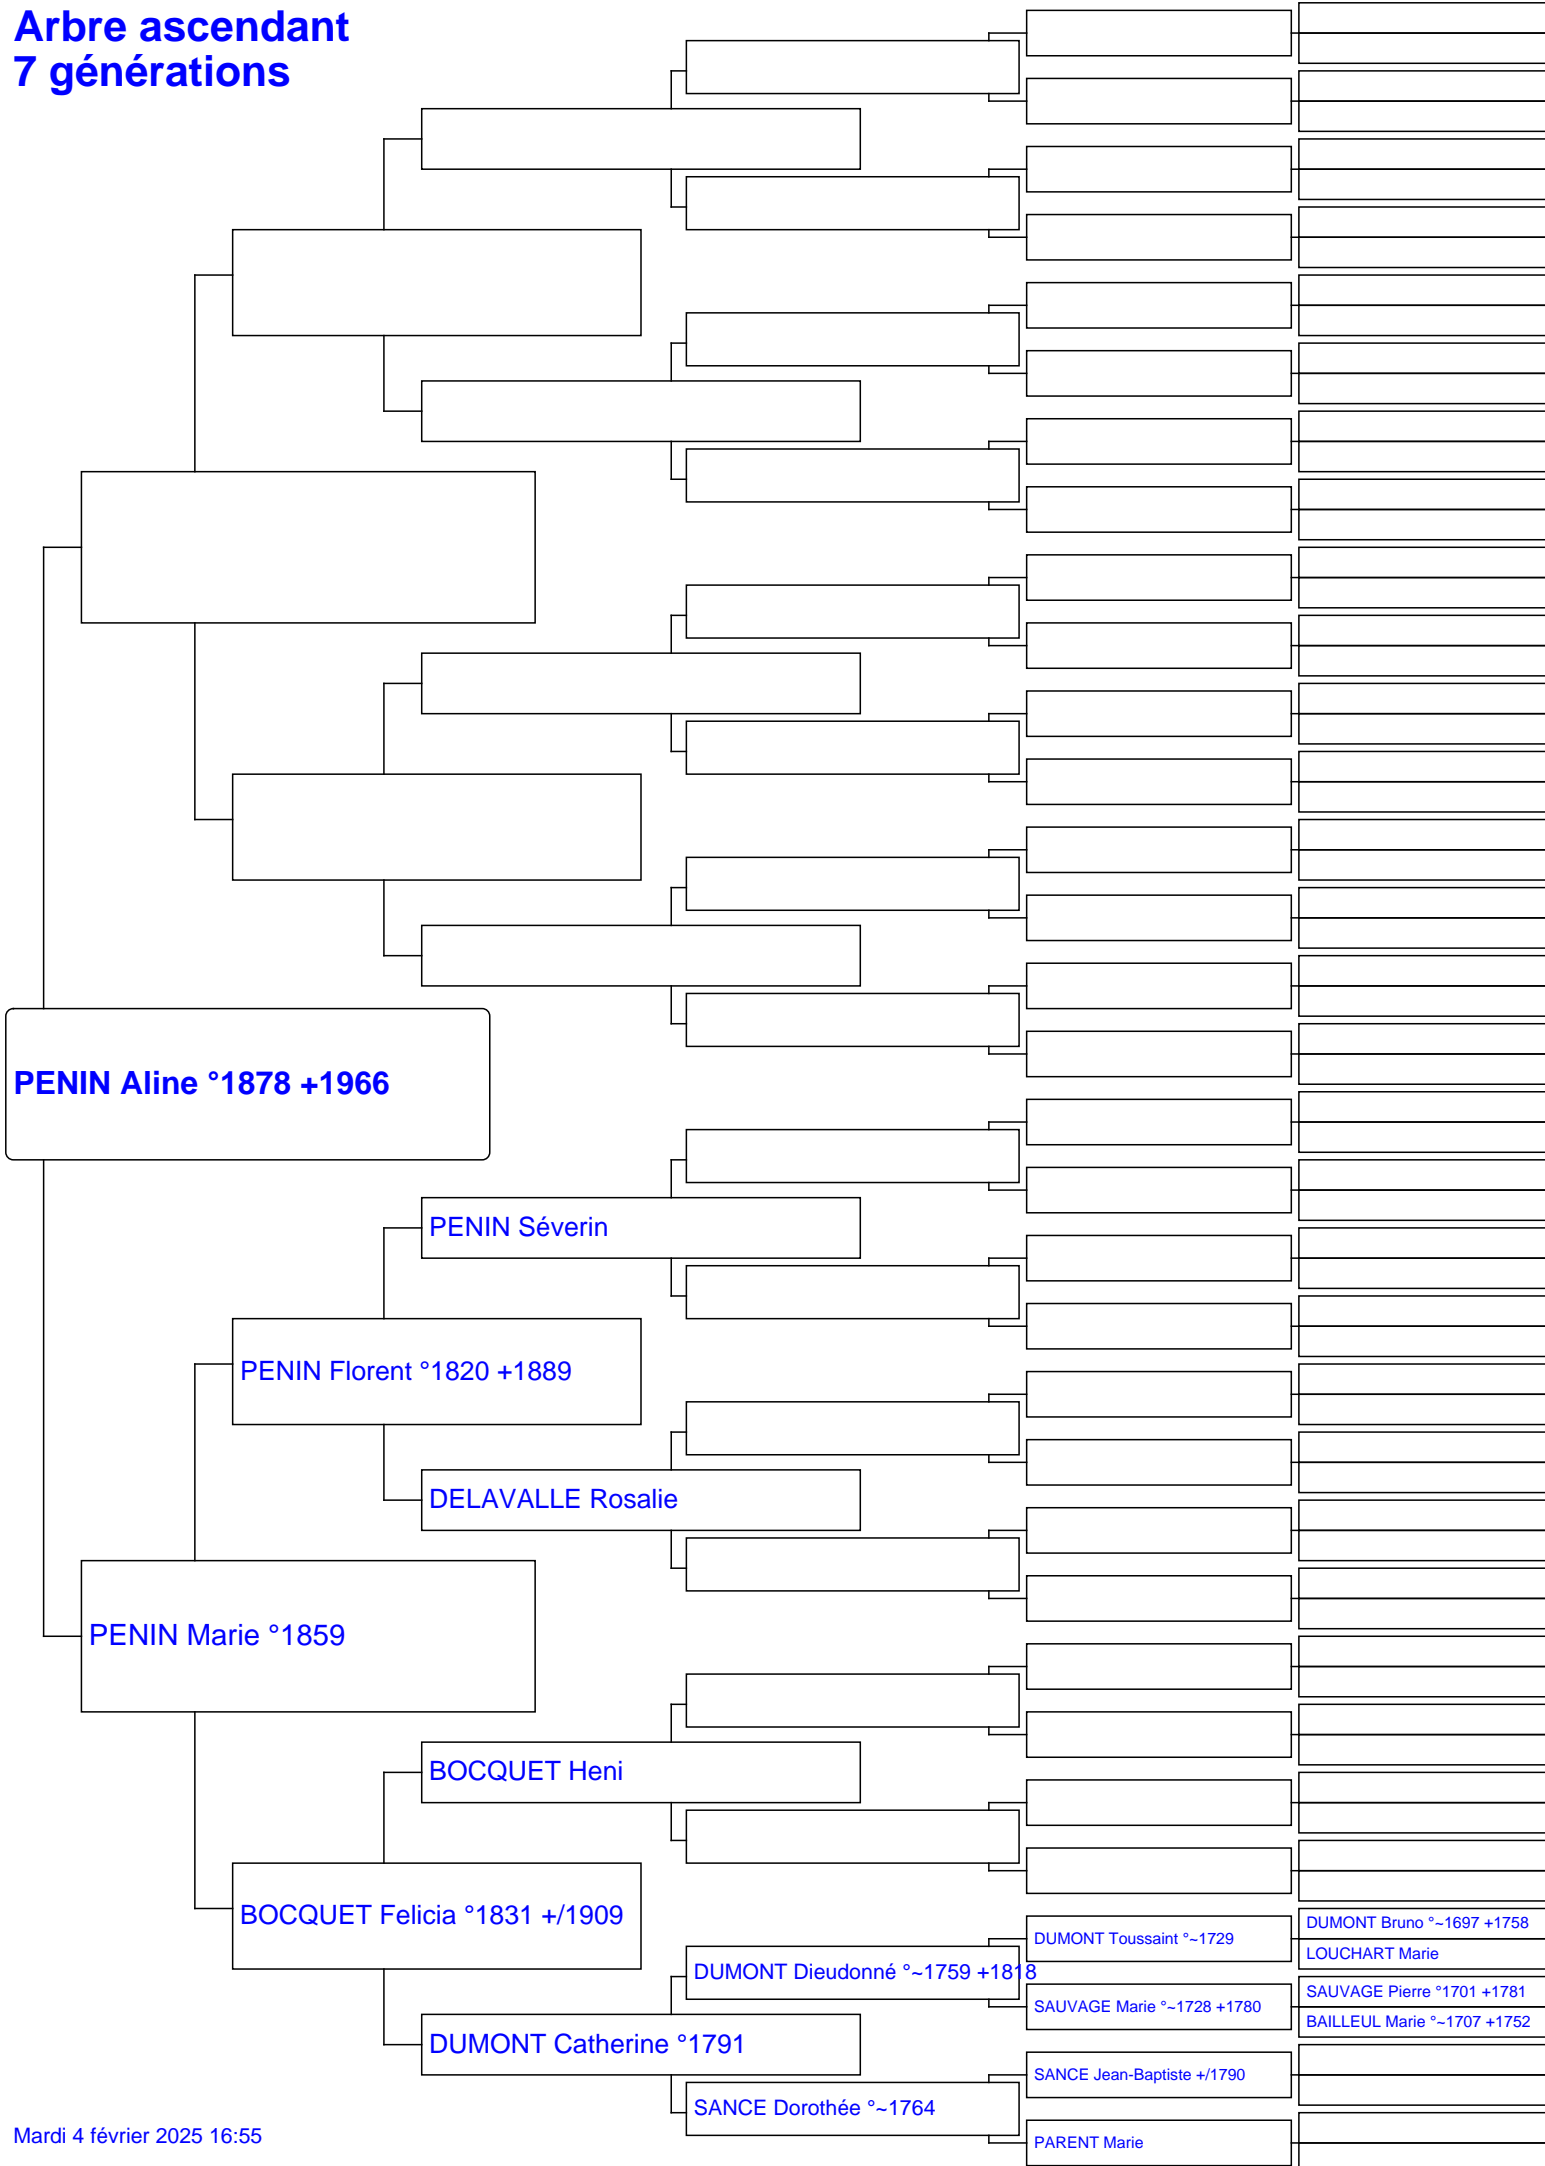 Arbre ascendant
7 générations
PENIN Aline °1878 +1966
PENIN Séverin
PENIN Florent °1820 +1889
DELAVALLE Rosalie
PENIN Marie °1859
BOCQUET Heni
BOCQUET Felicia °1831 +/1909
DUMONT Bruno °~1697 +1758
DUMONT Toussaint °~1729
LOUCHART Marie
DUMONT Dieudonné °~1759 +1818
SAUVAGE Pierre °1701 +1781
SAUVAGE Marie °~1728 +1780
BAILLEUL Marie °~1707 +1752
DUMONT Catherine °1791
SANCE Jean-Baptiste +/1790
SANCE Dorothée °~1764
PARENT Marie
Mardi 4 février 2025 16:55